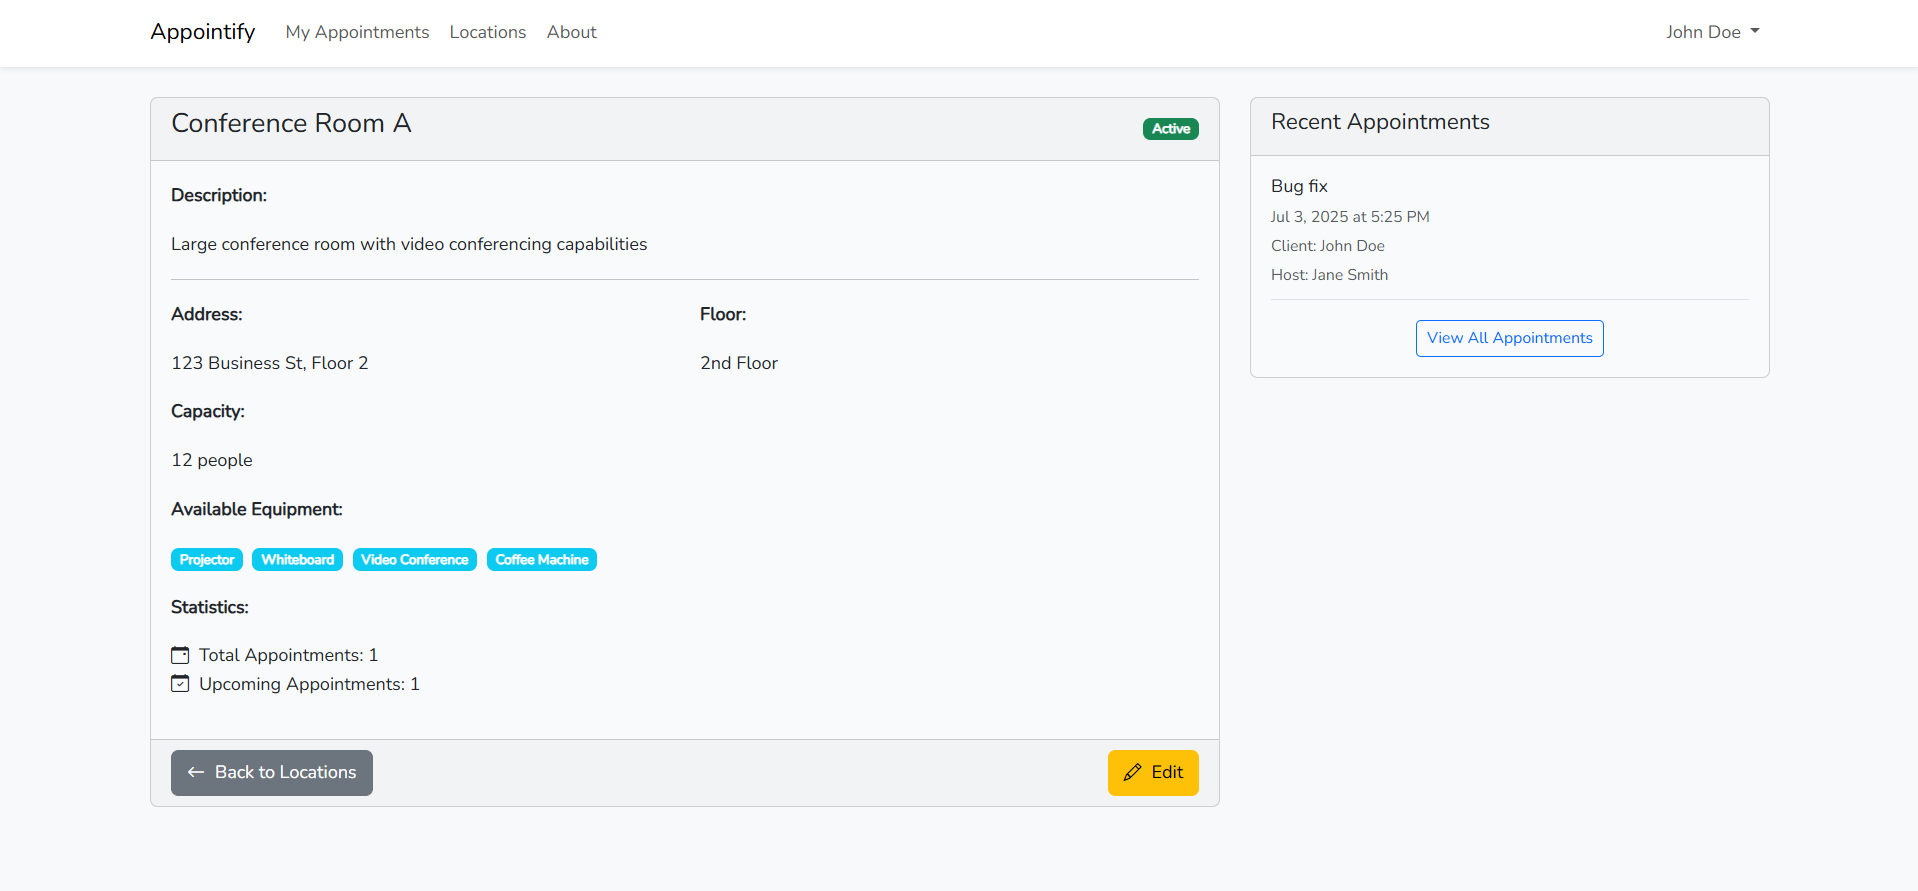 Appointify My Appointments Locations About John Doe
Conference Room A
Active
Description:
Large conference room with video conferencing capabilities
Address:
Floor:
123 Business St, Floor 2
2nd Floor
Capacity:
12 people
Available Equipment:
Projector Whiteboard Video Conference Coffee Machine
Statistics:
Total Appointments: 1
Upcoming Appointments: 1
Back to Locations
Edit
Recent Appointments
Bug fix
Jul 3, 2025 at 5:25 PM
Client: John Doe
Host: Jane Smith
View All Appointments